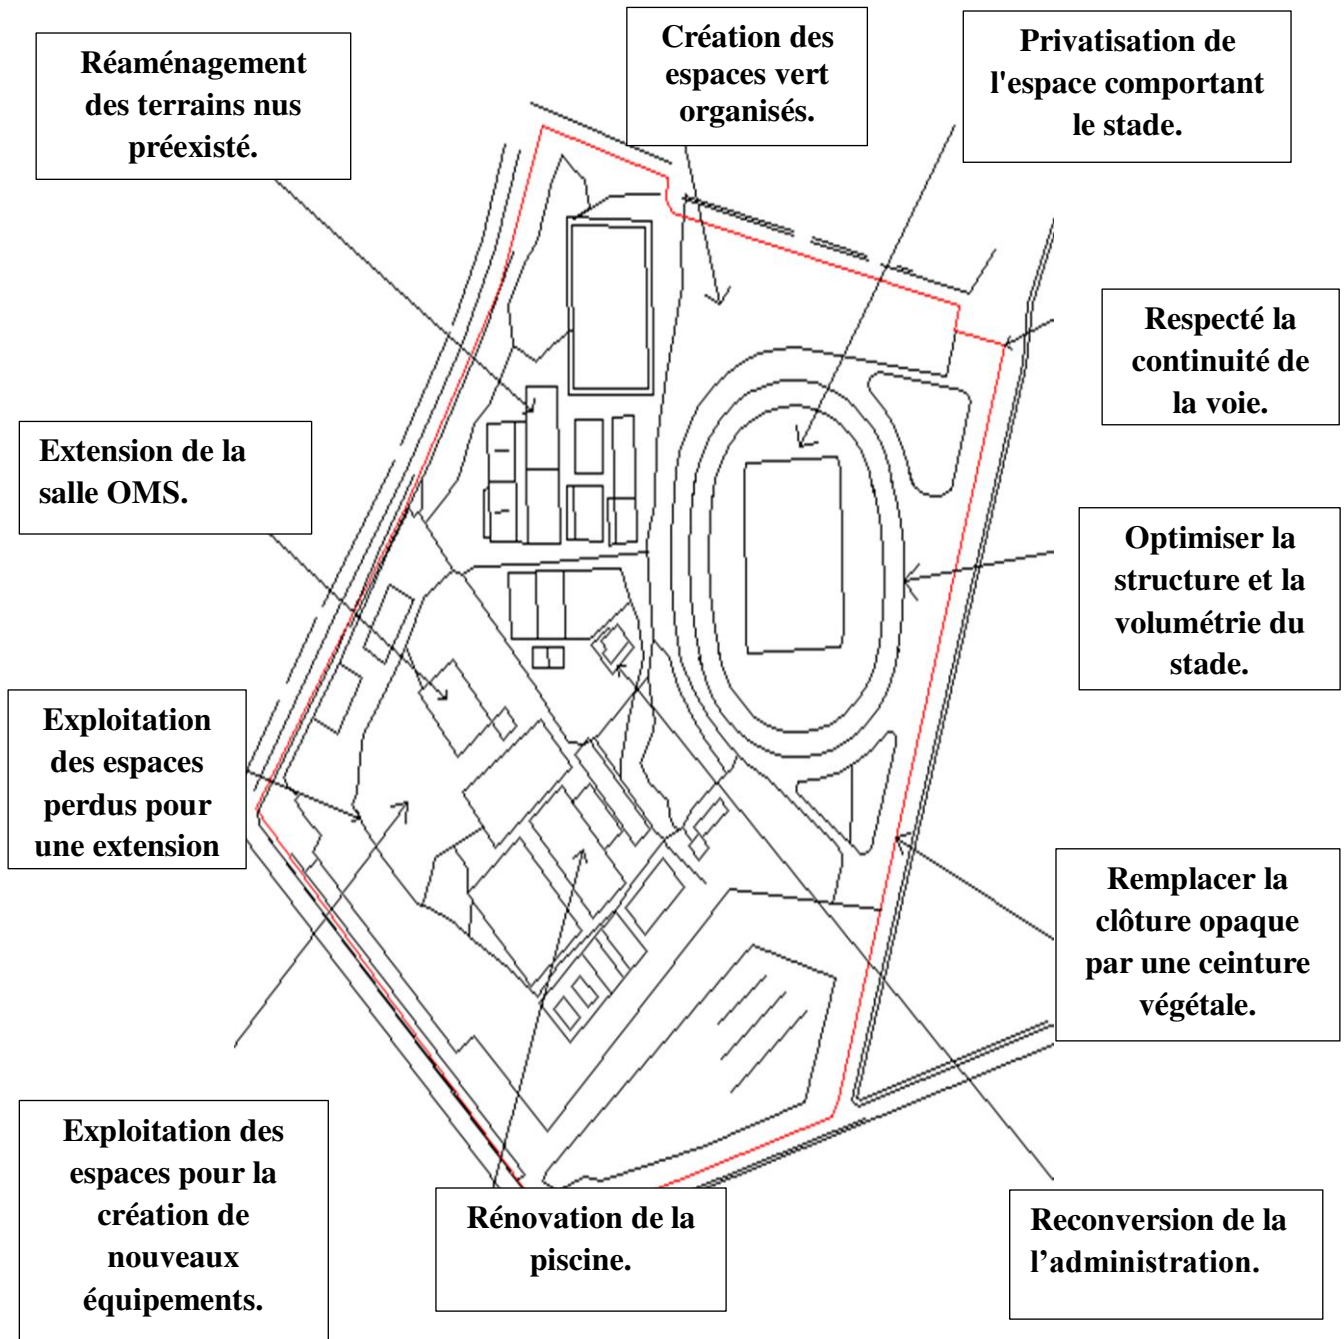 Réaménagement
des terrains nus
préexisté.
Création des
espaces vert
organisés.
Privatisation de
l'espace comportant
le stade.
Respecté la
continuité de
la voie.
Extension de la
salle OMS.
Optimiser la
structure et la
volumétrie du
stade.
Exploitation
des espaces
perdus pour
une extension
Remplacer la
clôture opaque
par une ceinture
végétale.
Exploitation des
espaces pour la
création de
nouveaux
équipements.
Rénovation de la
piscine.
Reconversion de la
l’administration.